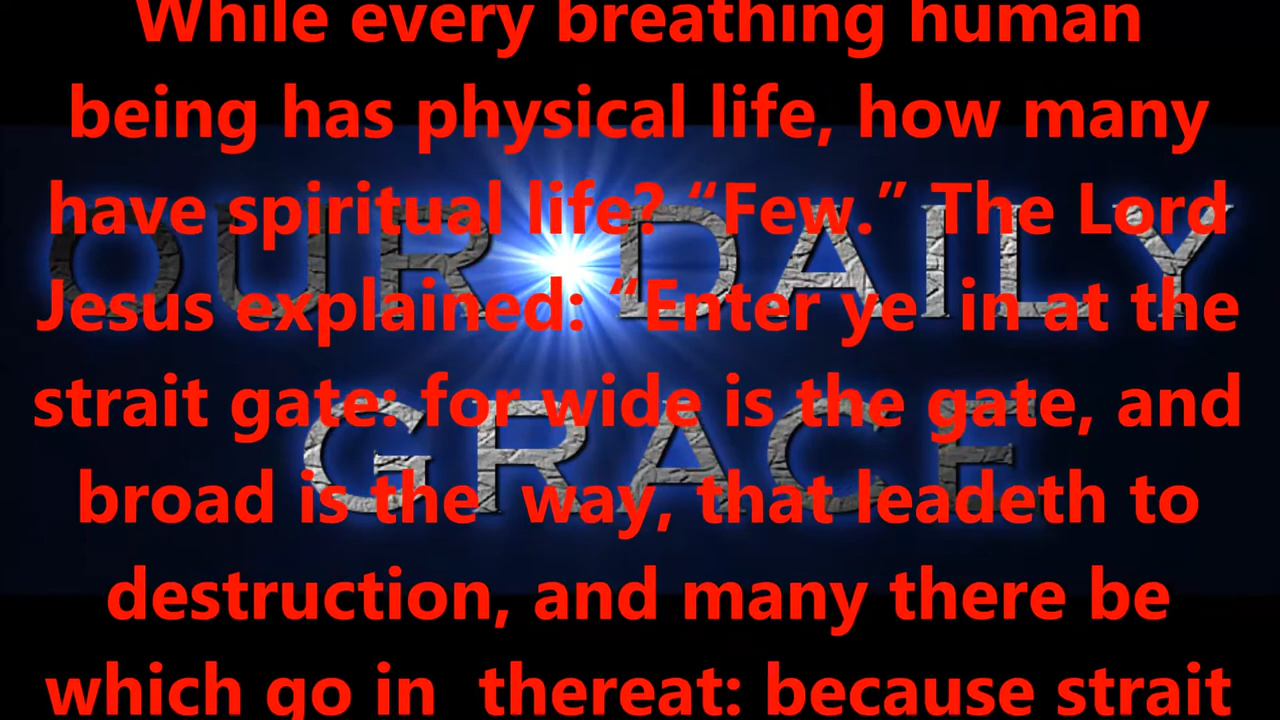 While every breathing human
being has physical life, how many
have spiritual life? “Few.” The Lord
Jesus explained: “Enter ye in at the
strait gate: for wide is the gate, and
broad is the way, that leadeth to
destruction, and many there be
which go in thereat: because strait
OUR DAILY
GRACE